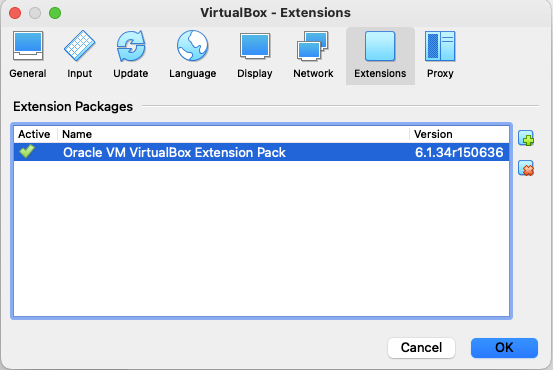 VirtualBox - Extensions
General Input Update Language Display Network Extensions Proxy
Extension Packages
Active Name Version
Oracle VM VirtualBox Extension Pack 6.1.34r150636
Cancel OK